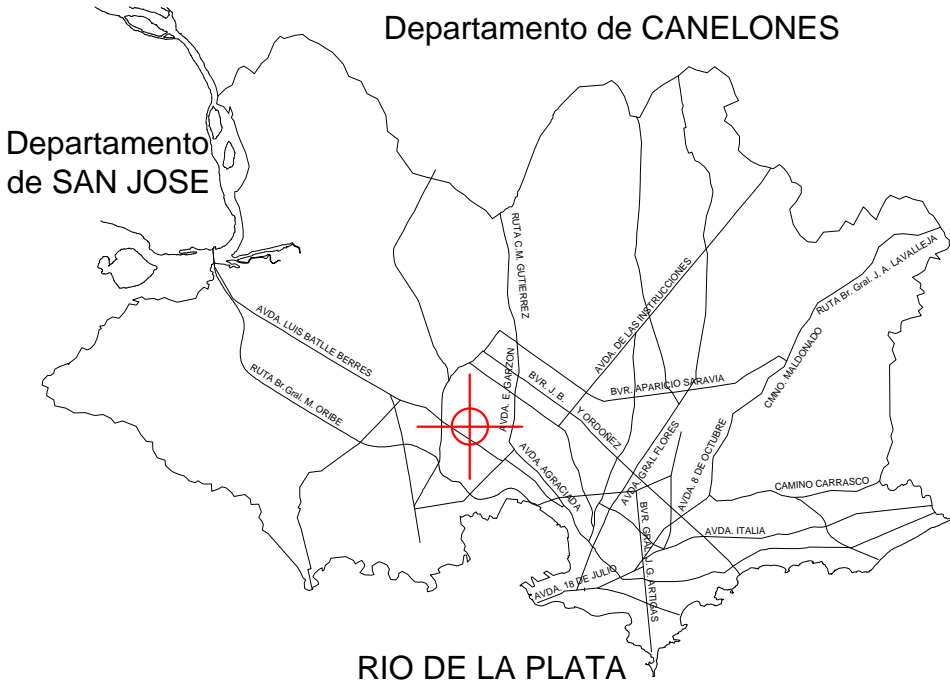 Departamento de CANELONES
Departamento
de SAN JOSE
RUTA C.M. GUTIERREZ
RUTA Br. Gral. J. A. LAVALLEJA
AVDA. DE LAS INSTRUCCIONES
AVDA. LUIS BATLLE BERRES
RUTA Br.Gral. M. ORIBE
AVDA. E. GARZON
BVR. J. B. Y ORDOÑEZ
BVR. APARICIO SARAVIA
CMNO. MALDONADO
AVDA. AGRACIADA
AVDA. GRAL FLORES
AVDA. 8 DE OCTUBRE
CAMINO CARRASCO
BVR. GRAL. J. G. ARTIGAS
AVDA. ITALIA
AVDA. 18 DE JULIO
RIO DE LA PLATA